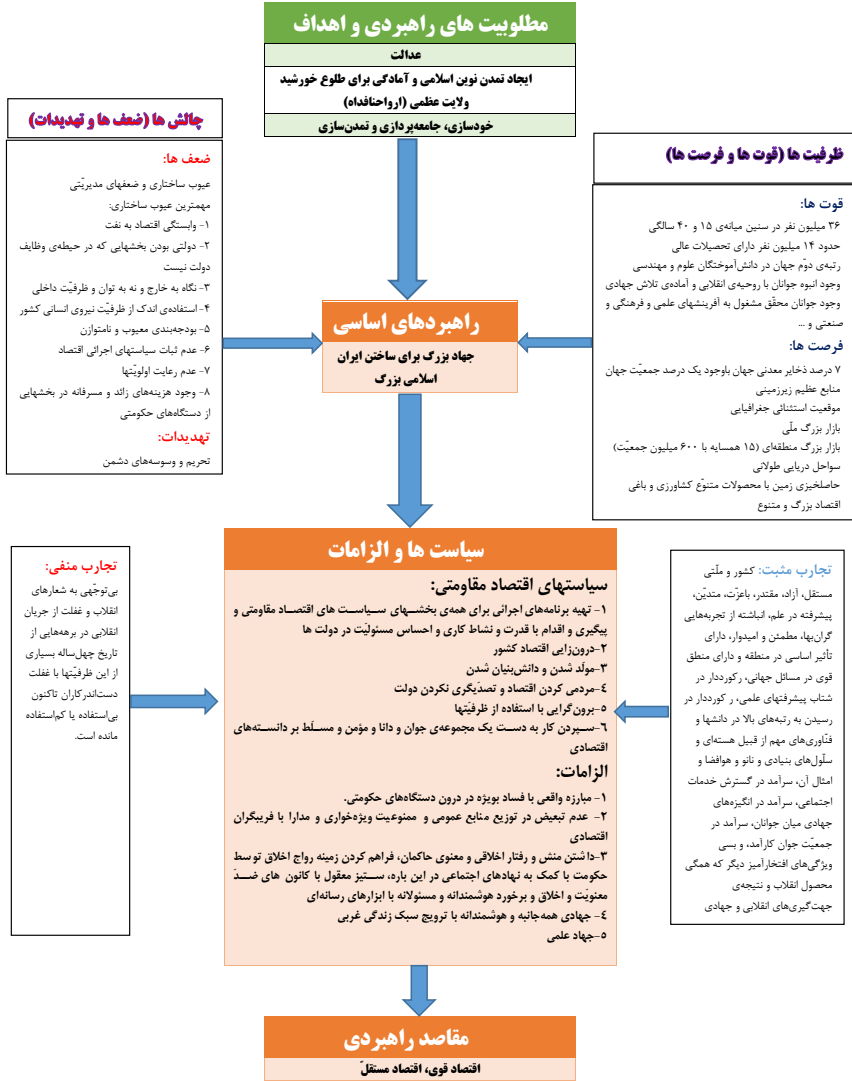 مطلوبیت های راهبردی و اهداف
عدالت
ایجاد تمدن نوین اسلامی و آمادگی برای طلوع خورشید
ولایت عظمی (ارواحنافداه)
خودسازی، جامعه‌پردازی و تمدن‌سازی
ظرفیت ها (قوت ها و فرصت ها)
قوت ها:
۳۶ میلیون نفر در سنین میانه‌ی ۱۵ و ۴۰ سالگی
حدود ۱۴ میلیون نفر دارای تحصیلات عالی
رتبه‌ی دوّم جهان در دانش‌آموختگان علوم و مهندسی
وجود انبوه جوانان با روحیه‌ی انقلابی و آماده‌ی تلاش جهادی
وجود جوانان محقّق مشغول به آفرینشهای علمی و فرهنگی و
صنعتی و ...
فرصت ها:
۷ درصد ذخایر معدنی جهان باوجود یک درصد جمعیّت جهان
منابع عظیم زیرزمینی
موقعیت استثنائی جغرافیایی
بازار بزرگ ملّی
بازار بزرگ منطقه‌ای (۱۵ همسایه با ۶۰۰ میلیون جمعیّت)
سواحل دریایی طولانی
حاصلخیزی زمین با محصولات متنوّع کشاورزی و باغی
اقتصاد بزرگ و متنوع
چالش ها (ضعف ها و تهدیدات)
ضعف ها:
عیوب ساختاری و ضعفهای مدیریّتی
مهمترین عیوب ساختاری:
۱- وابستگی اقتصاد به نفت
۲- دولتی بودن بخشهایی که در حیطه‌ی وظایف
دولت نیست
۳- نگاه به خارج و نه به توان و ظرفیّت داخلی
۴- استفاده‌ی اندک از ظرفیّت نیروی انسانی کشور
۵- بودجه‌بندی معیوب و نامتوازن
۶- عدم ثبات سیاستهای اجرائی اقتصاد
۷- عدم رعایت اولویّتها
۸- وجود هزینه‌های زائد و مسرفانه در بخشهایی
از دستگاه‌های حکومتی
تهدیدات:
تحریم و وسوسه‌های دشمن
راهبردهای اساسی
جهاد بزرگ برای ساختن ایران
اسلامی بزرگ
سیاست ها و الزامات
سیاستهای اقتصاد مقاومتی:
۱- تهیه برنامه‌های اجرائی برای همه‌ی بخشــهای سیــاســت های اقتصــاد مقاومتی و
پیگیری و اقدام با قدرت و نشاط کاری و احساس مسئولیّت در دولت ها
۲-درون‌زایی اقتصاد کشور
۳-مولّد شدن و دانش‌بنیان شدن
۴-مردمی کردن اقتصاد و تصدّیگری نکردن دولت
۵-برون‌گرایی با استفاده از ظرفیّتها
۶-ســپردن کار به دســت یک مجموعه‌ی جوان و دانا و مؤمن و مســلّط بر دانســته‌های
اقتصادی
الزامات:
۱- مبارزه واقعی با فساد بویژه در درون دستگاه‌های حکومتی.
۲- عدم تبعیض در توزیع منابع عمومی و ممنوعیت ویژه‌خواری و مدارا با فریبگران
اقتصادی
۳-داشتن منش و رفتار اخلاقی و معنوی حاکمان، فراهم کردن زمینه رواج اخلاق توسط
حکومت با کمک به نهادهای اجتماعی در این باره، ســتیز معقول با کانون های ضــدّ
معنویّت و اخلاق و برخورد هوشمندانه و مسئولانه با ابزارهای رسانه‌ای
۴- جهادی همه‌جانبه و هوشمندانه با ترویج سبک زندگی غربی
۵-جهاد علمی
تجارب مثبت: کشور و ملّتی
مستقل، آزاد، مقتدر، باعزّت، متدیّن،
پیشرفته در علم، انباشته از تجربه‌هایی
گران‌بها، مطمئن و امیدوار، دارای
تأثیر اساسی در منطقه و دارای منطق
قوی در مسائل جهانی، رکورددار در
شتاب پیشرفتهای علمی، رکورددار در
رسیدن به رتبه‌های بالا در دانشها و
فنّاوری‌های مهم از قبیل هسته‌ای و
سلّول‌های بنیادی و نانو و هوافضا و
امثال آن، سرآمد در گسترش خدمات
اجتماعی، سرآمد در انگیزه‌های
جهادی میان جوانان، سرآمد در
جمعیّت جوان کارآمد، و بسی
ویژگی‌های افتخارآمیز دیگر که همگی
محصول انقلاب و نتیجه‌ی
جهت‌گیری‌های انقلابی و جهادی
تجارب منفی:
بی‌توجّهی به شعارهای
انقلاب و غفلت از جریان
انقلابی در برهه‌هایی از
تاریخ چهل‌ساله بسیاری
از این ظرفیّتها با غفلت
دست‌اندرکاران تاکنون
بی‌استفاده یا کم‌استفاده
مانده است.
مقاصد راهبردی
اقتصاد قوی، اقتصاد مستقلّ